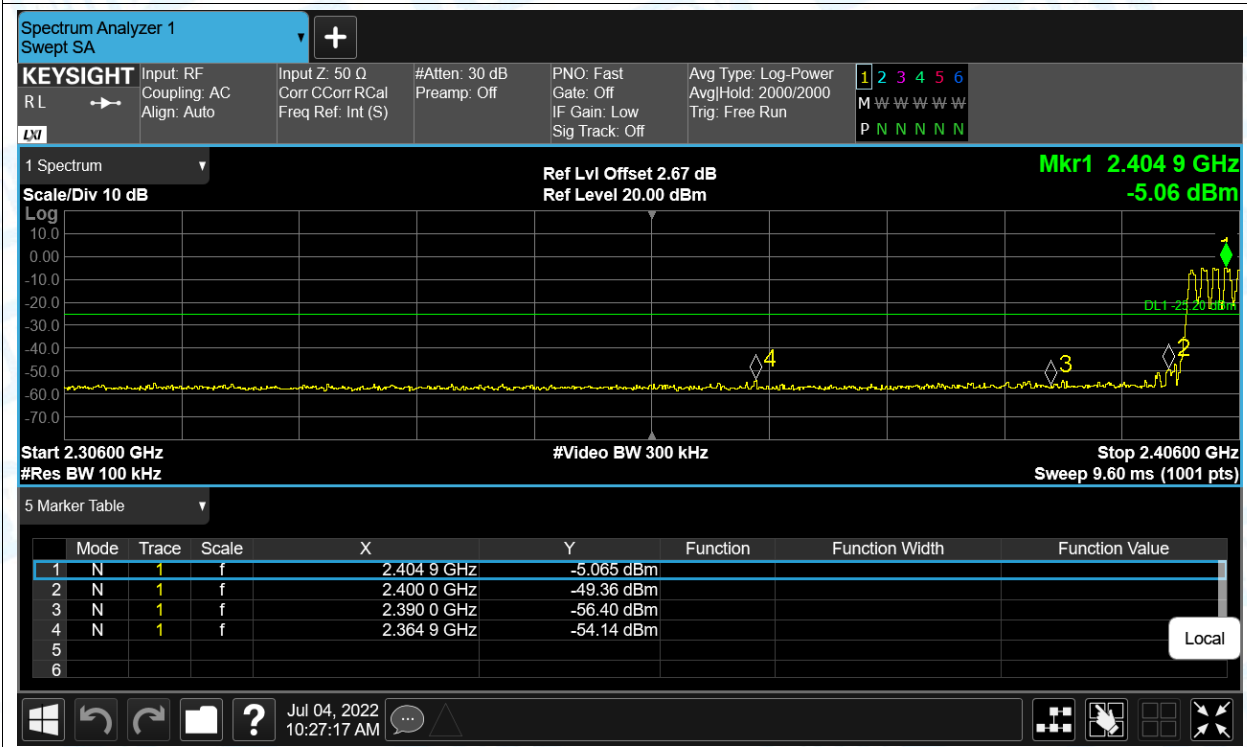 Spectrum Analyzer 1
Swept SA
KEYSIGHT
R L
LXI
Input: RF
Coupling: AC
Align: Auto
Input Z: 50 Ω
Corr CCorr RCal
Freq Ref: Int (S)
#Atten: 30 dB
Preamp: Off
PNO: Fast
Gate: Off
IF Gain: Low
Sig Track: Off
Avg Type: Log-Power
Avg|Hold: 2000/2000
Trig: Free Run
1 2 3 4 5 6
M W W W W W
P N N N N N
1 Spectrum
Scale/Div 10 dB
Ref Lvl Offset 2.67 dB
Ref Level 20.00 dBm
Mkr1 2.404 9 GHz
-5.06 dBm
Log
10.0
0.00
-10.0
-20.0
-30.0
-40.0
-50.0
-60.0
-70.0
1
DL1 -25.20 dBm
2
3
4
Start 2.30600 GHz
#Video BW 300 kHz
Stop 2.40600 GHz
#Res BW 100 kHz
Sweep 9.60 ms (1001 pts)
5 Marker Table
Mode Trace Scale X Y Function Function Width Function Value
1 N 1 f 2.404 9 GHz -5.065 dBm
2 N 1 f 2.400 0 GHz -49.36 dBm
3 N 1 f 2.390 0 GHz -56.40 dBm
4 N 1 f 2.364 9 GHz -54.14 dBm
5
6
Local
?
Jul 04, 2022
10:27:17 AM